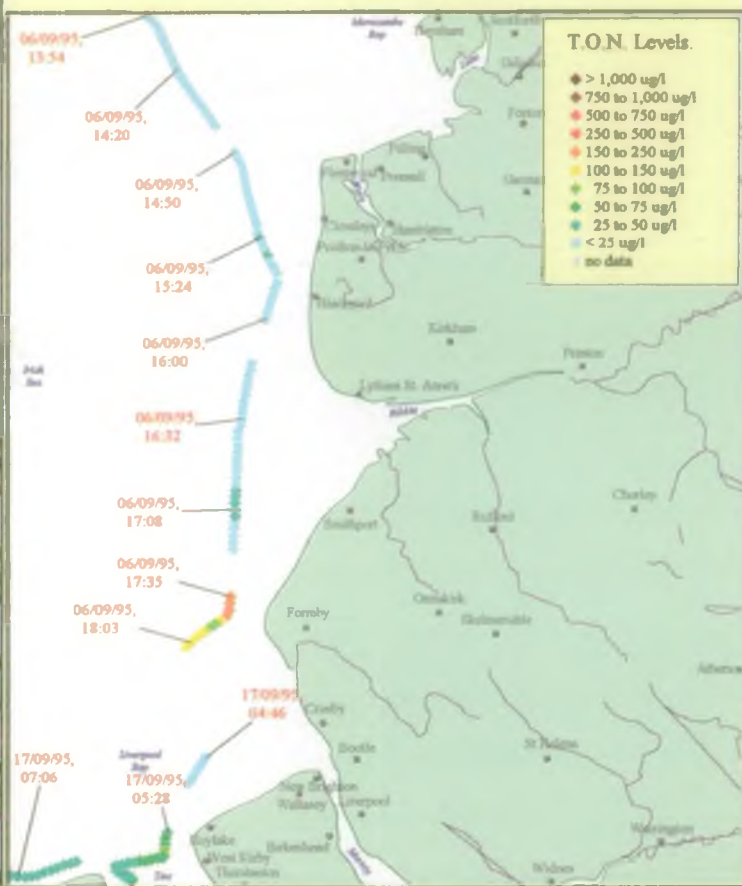 T.O.N. Levels.
> 1,000 ug/l
750 to 1,000 ug/l
500 to 750 ug/l
250 to 500 ug/l
150 to 250 ug/l
100 to 150 ug/l
75 to 100 ug/l
50 to 75 ug/l
25 to 50 ug/l
< 25 ug/l
no data
06/09/95,
13:54
06/09/95,
14:20
06/09/95,
14:50
06/09/95,
15:24
06/09/95,
16:00
06/09/95,
16:32
06/09/95,
17:08
06/09/95,
17:35
06/09/95,
18:03
17/09/95,
04:46
17/09/95,
05:28
17/09/95,
07:06
Morecambe
Bay
Heysham
Pilling
Fleetwood
Preesall
Cleveleys
Blackpool
Kirkham
Preston
Lytham St. Anne's
Irish
Sea
Southport
Rufford
Chorley
Ormskirk
Skelmersdale
Formby
Crosby
Bootle
St Helens
Liverpool
Bay
New Brighton
Wallasey
Liverpool
Hoylake
Birkenhead
West Kirby
Mersey
Warrington
Widnes